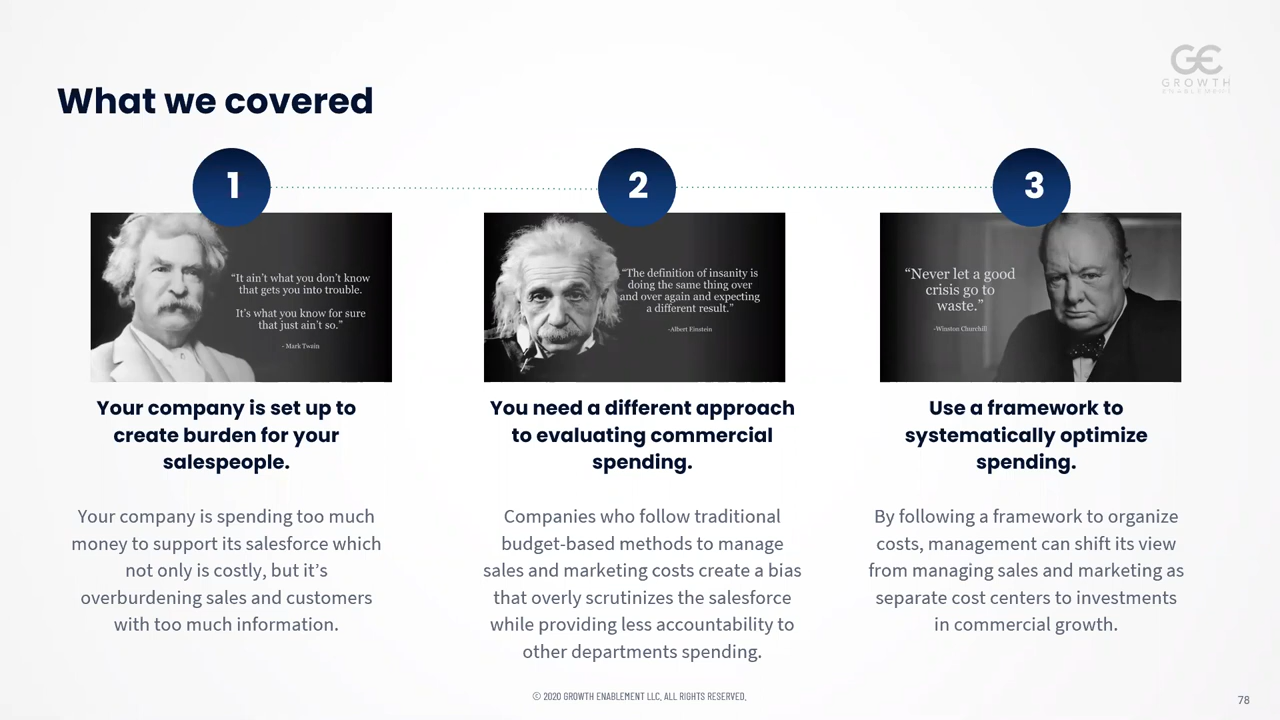 GE
GROWTH
ENABLEMENT
What we covered
1
2
3
“It ain’t what you don’t know
that gets you into trouble.
It’s what you know for sure
that just ain’t so.”
- Mark Twain
“The definition of insanity is
doing the same thing over
and over again and expecting
a different result.”
-Albert Einstein
“Never let a good
crisis go to
waste.”
-Winston Churchill
Your company is set up to
create burden for your
salespeople.
Your company is spending too much
money to support its salesforce which
not only is costly, but it’s
overburdening sales and customers
with too much information.
You need a different approach
to evaluating commercial
spending.
Companies who follow traditional
budget-based methods to manage
sales and marketing costs create a bias
that overly scrutinizes the salesforce
while providing less accountability to
other departments spending.
Use a framework to
systematically optimize
spending.
By following a framework to organize
costs, management can shift its view
from managing sales and marketing as
separate cost centers to investments
in commercial growth.
© 2020 GROWTH ENABLEMENT LLC, ALL RIGHTS RESERVED.
78